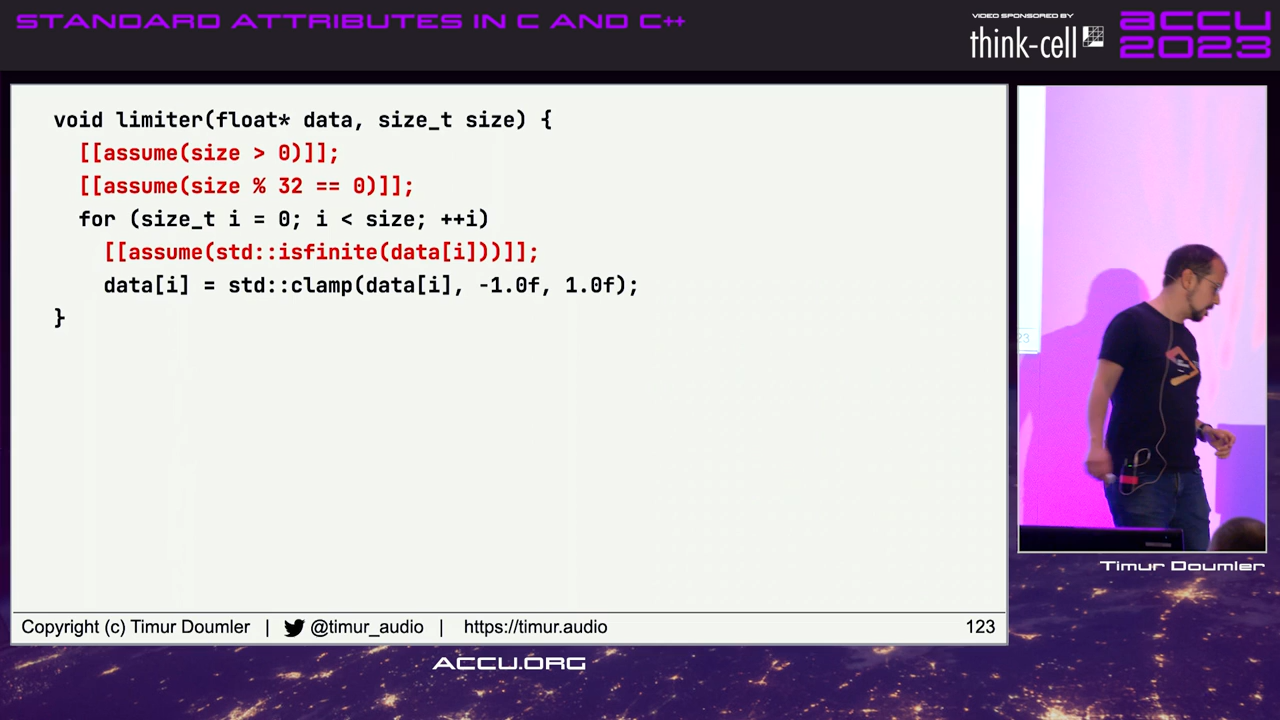 STANDARD ATTRIBUTES IN C AND C++
VIDEO SPONSORED BY
think-cell
ACCU
2023
void limiter(float* data, size_t size) {
[[assume(size > 0)]];
[[assume(size % 32 == 0)]];
for (size_t i = 0; i < size; ++i)
[[assume(std::isfinite(data[i]))]];
data[i] = std::clamp(data[i], -1.0f, 1.0f);
}
23
Timur Doumler
Copyright (c) Timur Doumler | @timur_audio | https://timur.audio 123
ACCU.ORG